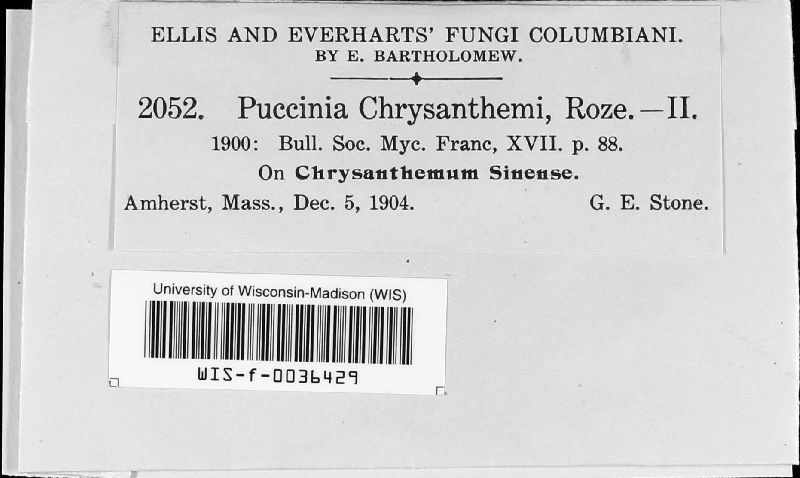 ELLIS AND EVERHARTS' FUNGI COLUMBIANI.
BY E. BARTHOLOMEW.
2052. Puccinia Chrysanthemi, Roze.—II.
1900: Bull. Soc. Myc. Franc, XVII. p. 88.
On Chrysanthemum Sinense.
Amherst, Mass., Dec. 5, 1904. G. E. Stone.
University of Wisconsin-Madison (WIS)
WIS-f-0036429